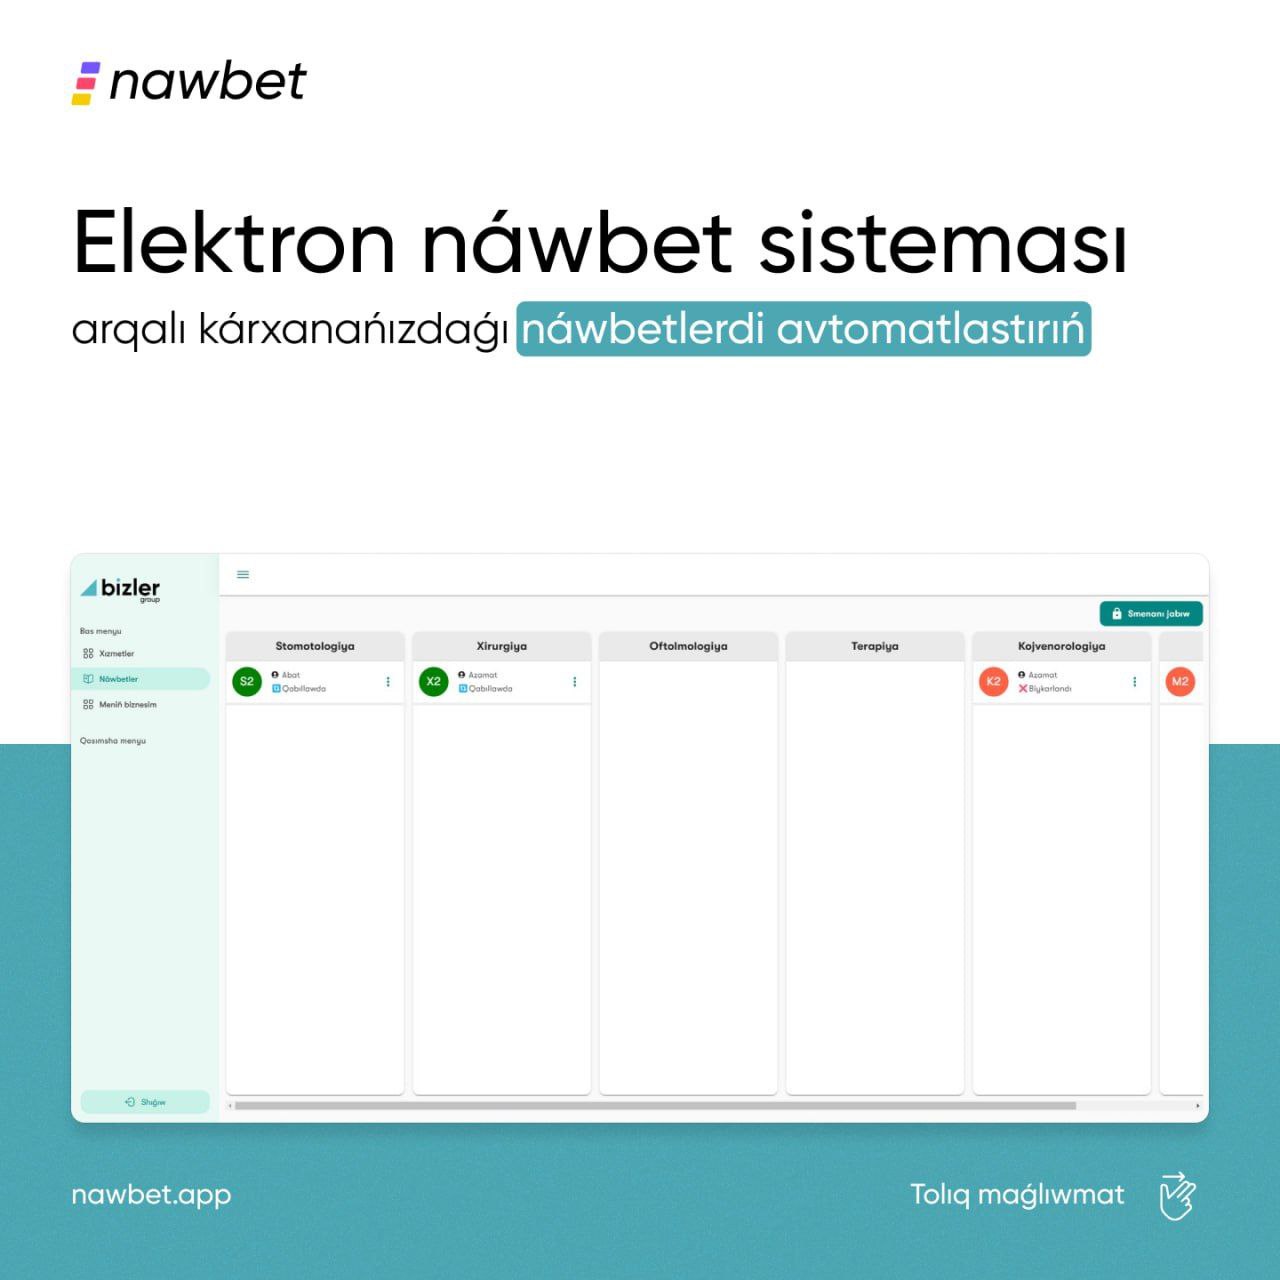 nawbet
Elektron náwbet sisteması
arqalı kárxanańızdaǵı náwbetlerdi avtomatlastırıń
bizler
group
Bas menyu
Xızmetler
Náwbetler
Meniń biznesim
Qosımsha menyu
Shıǵıw
Smenanı jabıw
Stomotologiya
S2
Abat
Qabıllawda
Xirurgiya
X2
Azamat
Qabıllawda
Oftolmologiya
Terapiya
Kojvenorologiya
K2
Azamat
Biykarlandı
M2
nawbet.app
Tolıq maǵlıwmat